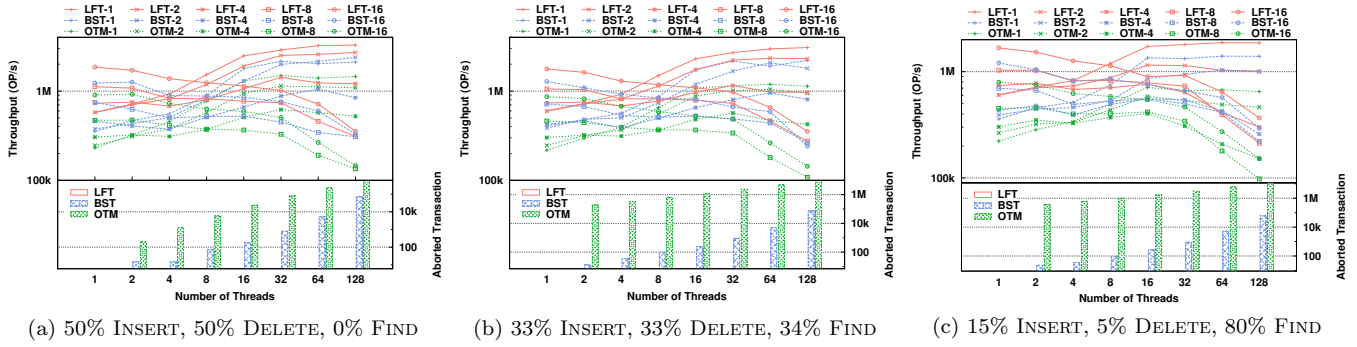 LFT-1 LFT-2 LFT-4 LFT-8 LFT-16
BST-1 BST-2 BST-4 BST-8 BST-16
OTM-1 OTM-2 OTM-4 OTM-8 OTM-16
Throughput (OP/s)
1M
100k
LFT
BST
OTM
10k
100
Aborted Transaction
1 2 4 8 16 32 64 128
Number of Threads
(a) 50% INSERT, 50% DELETE, 0% FIND
LFT-1 LFT-2 LFT-4 LFT-8 LFT-16
BST-1 BST-2 BST-4 BST-8 BST-16
OTM-1 OTM-2 OTM-4 OTM-8 OTM-16
Throughput (OP/s)
1M
100k
LFT
BST
OTM
1M
10k
100
Aborted Transaction
1 2 4 8 16 32 64 128
Number of Threads
(b) 33% INSERT, 33% DELETE, 34% FIND
LFT-1 LFT-2 LFT-4 LFT-8 LFT-16
BST-1 BST-2 BST-4 BST-8 BST-16
OTM-1 OTM-2 OTM-4 OTM-8 OTM-16
Throughput (OP/s)
1M
100k
LFT
BST
OTM
1M
10k
100
Aborted Transaction
1 2 4 8 16 32 64 128
Number of Threads
(c) 15% INSERT, 5% DELETE, 80% FIND